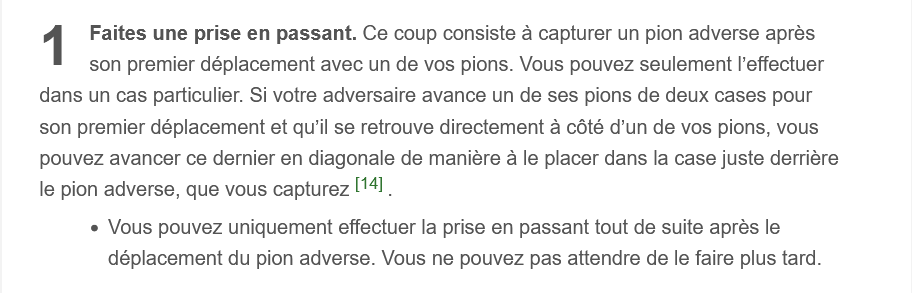 1 Faites une prise en passant. Ce coup consiste à capturer un pion adverse après
son premier déplacement avec un de vos pions. Vous pouvez seulement l’effectuer
dans un cas particulier. Si votre adversaire avance un de ses pions de deux cases pour
son premier déplacement et qu’il se retrouve directement à côté d’un de vos pions, vous
pouvez avancer ce dernier en diagonale de manière à le placer dans la case juste derrière
le pion adverse, que vous capturez [14] .
• Vous pouvez uniquement effectuer la prise en passant tout de suite après le
déplacement du pion adverse. Vous ne pouvez pas attendre de le faire plus tard.